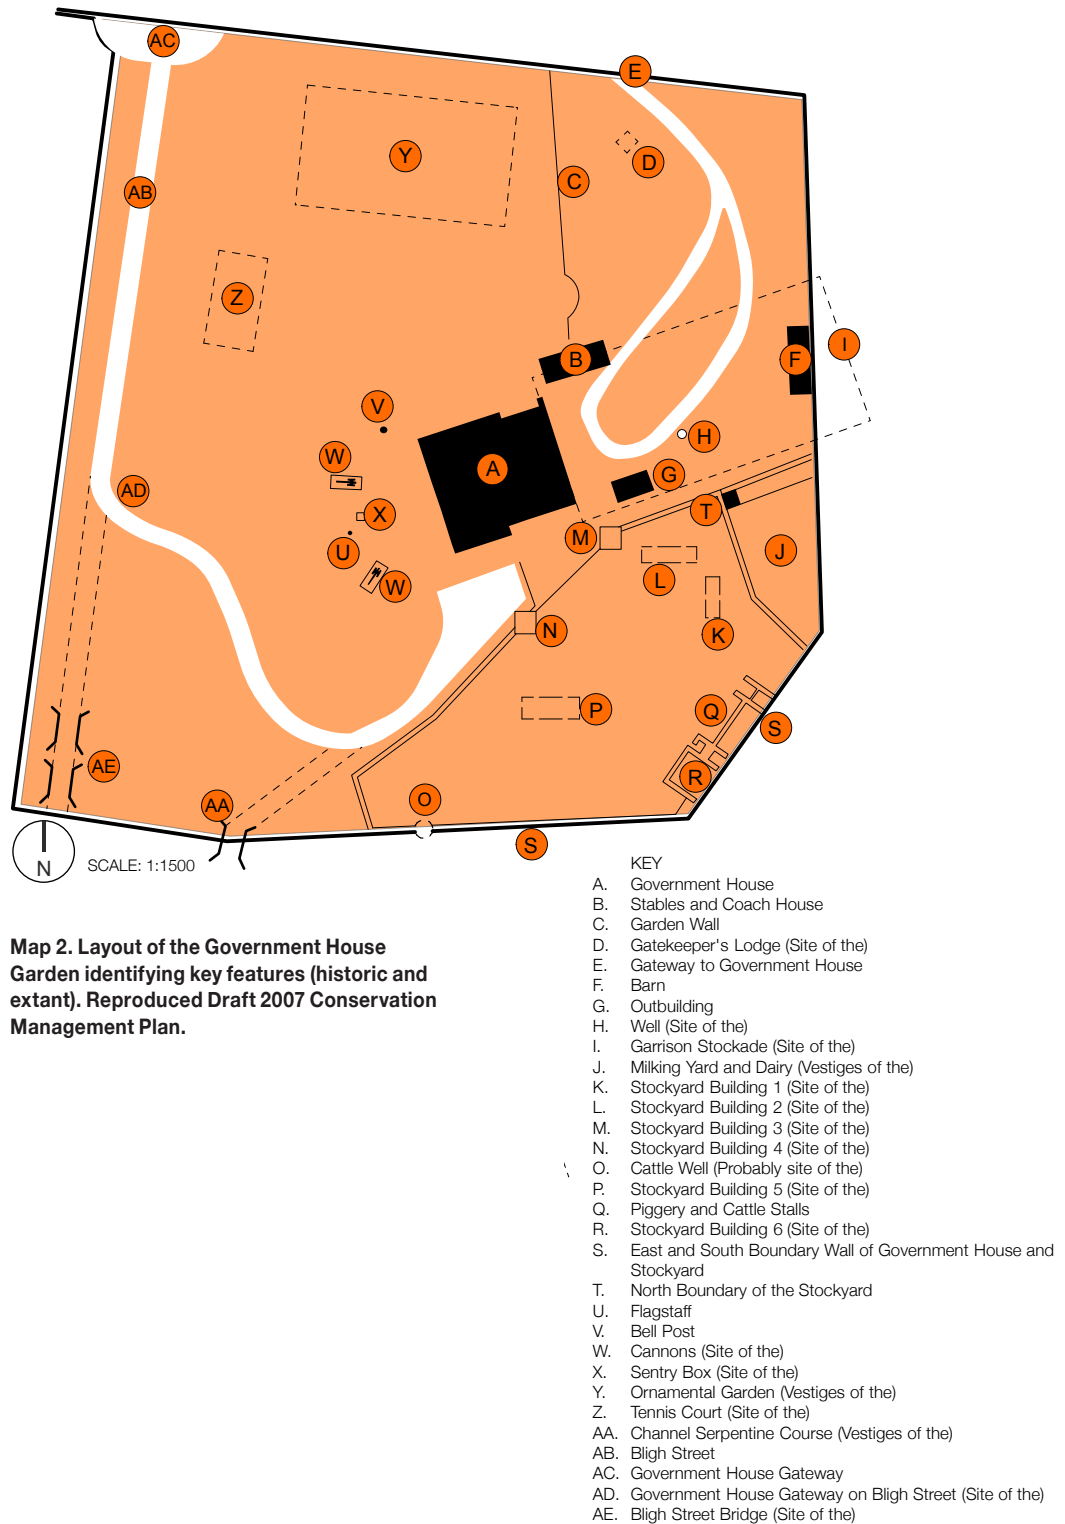 AC
E
Y
D
C
AB
Z
I
B
F
V
H
W
A
G
AD
X
T
M
U
J
L
W
N
K
P
Q
S
AE
R
AA
O
S
N
SCALE: 1:1500
Map 2. Layout of the Government House
Garden identifying key features (historic and
extant). Reproduced Draft 2007 Conservation
Management Plan.
KEY
A. Government House
B. Stables and Coach House
C. Garden Wall
D. Gatekeeper's Lodge (Site of the)
E. Gateway to Government House
F. Barn
G. Outbuilding
H. Well (Site of the)
I. Garrison Stockade (Site of the)
J. Milking Yard and Dairy (Vestiges of the)
K. Stockyard Building 1 (Site of the)
L. Stockyard Building 2 (Site of the)
M. Stockyard Building 3 (Site of the)
N. Stockyard Building 4 (Site of the)
O. Cattle Well (Probably site of the)
P. Stockyard Building 5 (Site of the)
Q. Piggery and Cattle Stalls
R. Stockyard Building 6 (Site of the)
S. East and South Boundary Wall of Government House and
Stockyard
T. North Boundary of the Stockyard
U. Flagstaff
V. Bell Post
W. Cannons (Site of the)
X. Sentry Box (Site of the)
Y. Ornamental Garden (Vestiges of the)
Z. Tennis Court (Site of the)
AA. Channel Serpentine Course (Vestiges of the)
AB. Bligh Street
AC. Government House Gateway
AD. Government House Gateway on Bligh Street (Site of the)
AE. Bligh Street Bridge (Site of the)